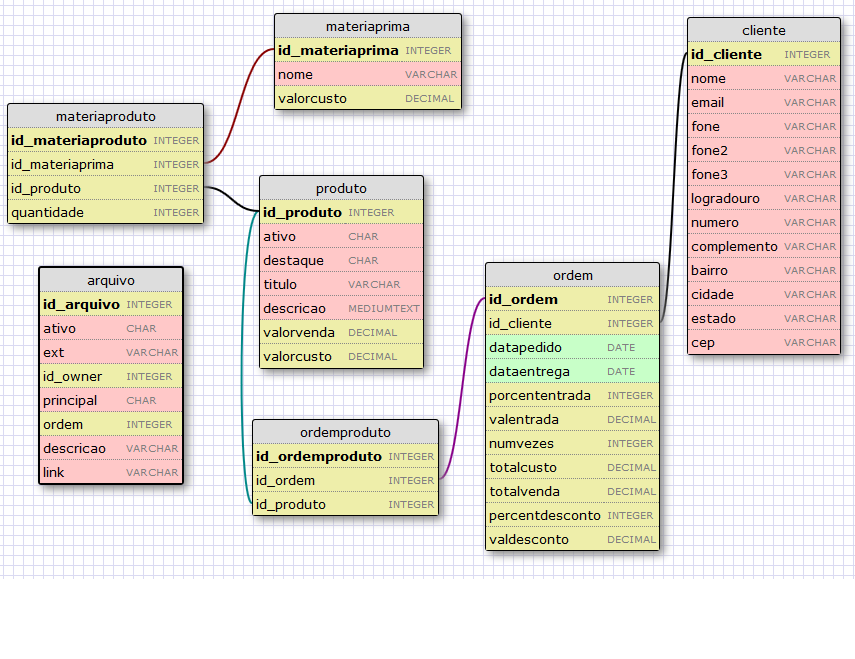 materiaprima
id_materiaprima INTEGER
nome VARCHAR
valorcusto DECIMAL
cliente
id_cliente INTEGER
nome VARCHAR
email VARCHAR
fone VARCHAR
fone2 VARCHAR
fone3 VARCHAR
logradouro VARCHAR
numero VARCHAR
complemento VARCHAR
bairro VARCHAR
cidade VARCHAR
estado VARCHAR
cep VARCHAR
materiaproduto
id_materiaproduto INTEGER
id_materiaprima INTEGER
id_produto INTEGER
quantidade INTEGER
produto
id_produto INTEGER
ativo CHAR
destaque CHAR
titulo VARCHAR
descricao MEDIUMTEXT
valorvenda DECIMAL
valorcusto DECIMAL
arquivo
id_arquivo INTEGER
ativo CHAR
ext VARCHAR
id_owner INTEGER
principal CHAR
ordem INTEGER
descricao VARCHAR
link VARCHAR
ordem
id_ordem INTEGER
id_cliente INTEGER
datapedido DATE
dataentrega DATE
porcententrada INTEGER
valentrada DECIMAL
numvezes INTEGER
totalcusto DECIMAL
totalvenda DECIMAL
percentdesconto INTEGER
valdesconto DECIMAL
ordemproduto
id_ordemproduto INTEGER
id_ordem INTEGER
id_produto INTEGER